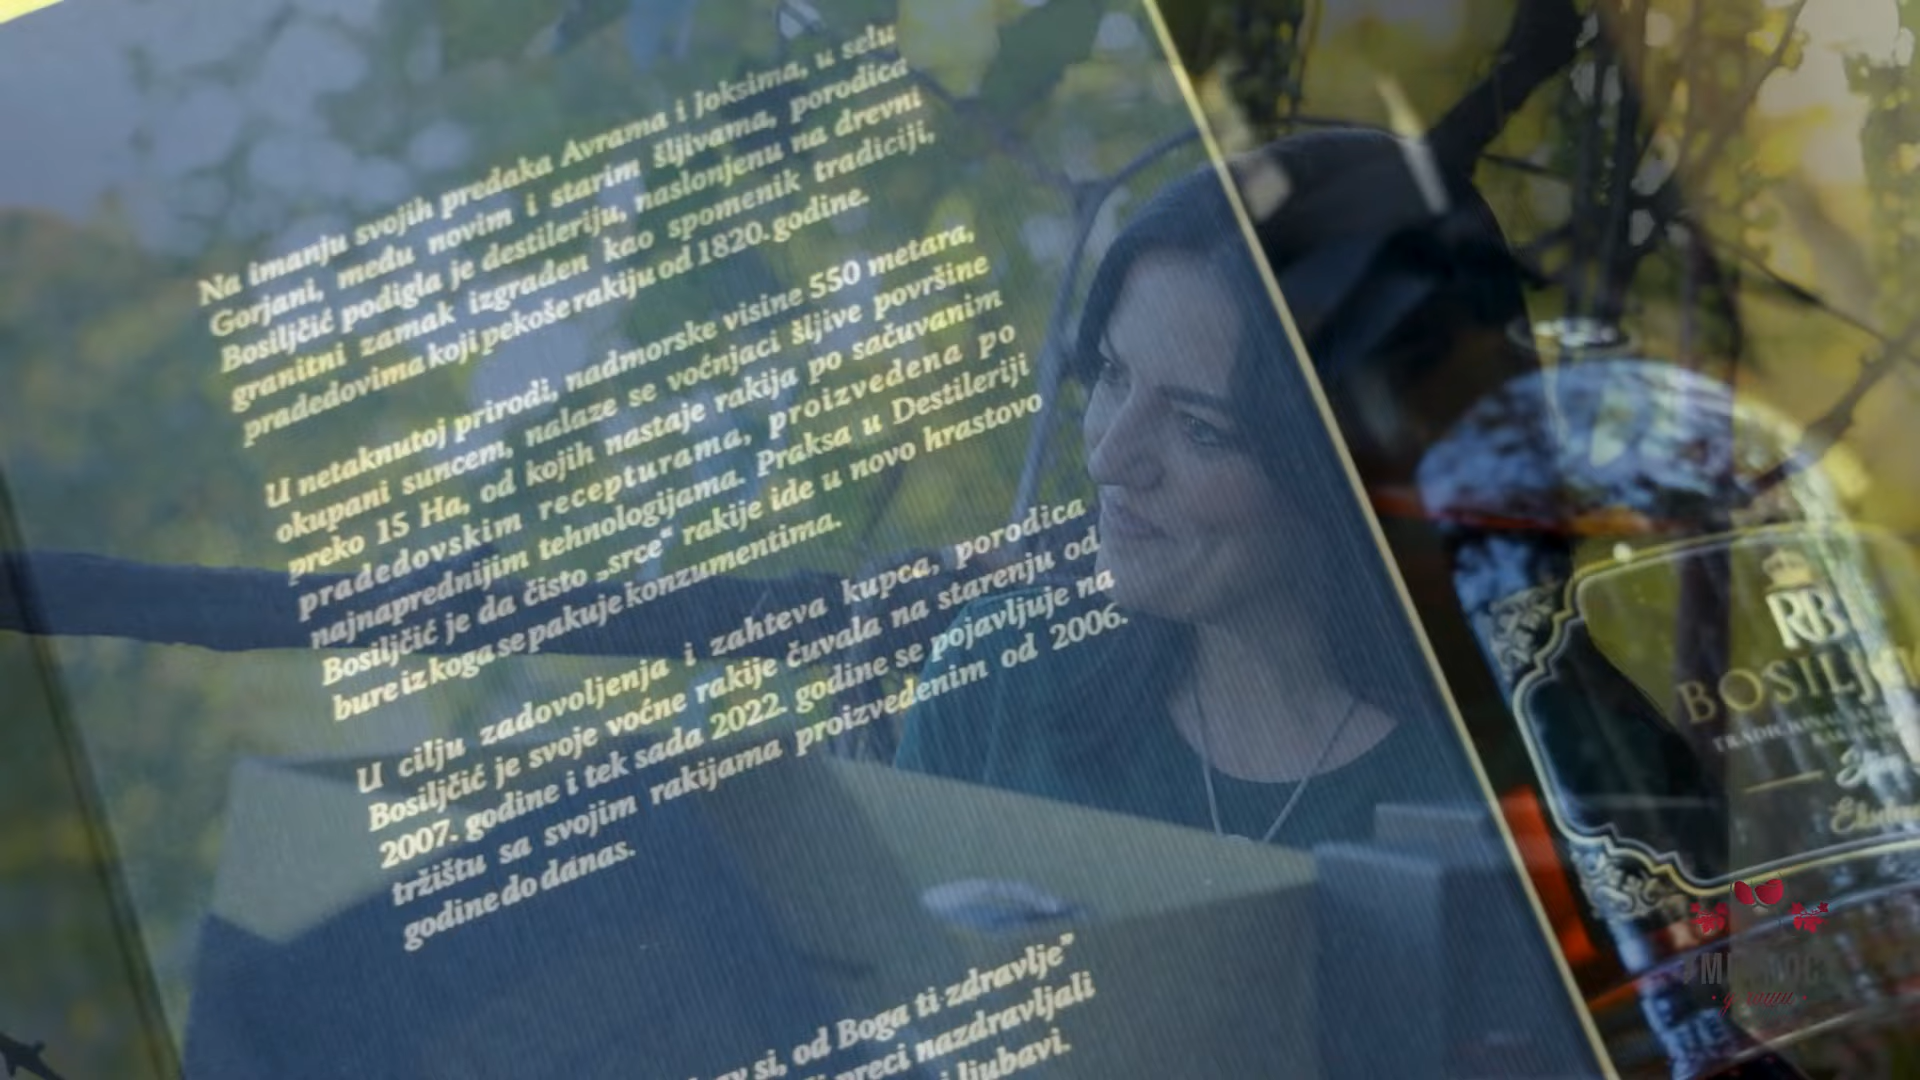 Na imanju svojih predaka Avrama i Joksima, u selu
Gorjani, među novim i starim šljivama, porodica
Bosiljčić podigla je destileriju, naslonjenu na drevni
granitni zamak izgrađen kao spomenik tradiciji,
pradedovima koji pekoše rakiju od 1820. godine.
U netaknutoj prirodi, nadmorske visine 550 metara,
okupani suncem, nalaze se voćnjaci šljive površine
preko 15 Ha, od kojih nastaje rakija po sačuvanim
pradedovskim recepturama, proizvedena po
najnaprednijim tehnologijama. Praksa u Destileriji
Bosiljčić je da čisto „srce" rakije ide u novo hrastovo
bure iz koga se pakuje konzumentima.
U cilju zadovoljenja i zahteva kupca, porodica
Bosiljčić je svoje voćne rakije čuvala na starenju od
2007. godine i tek sada 2022. godine se pojavljuje na
tržištu sa svojim rakijama proizvedenim od 2006.
godine do danas.
si, od Boga ti zdravlje"
preci nazdravljali
ljubavi.
RB
BOSILJ